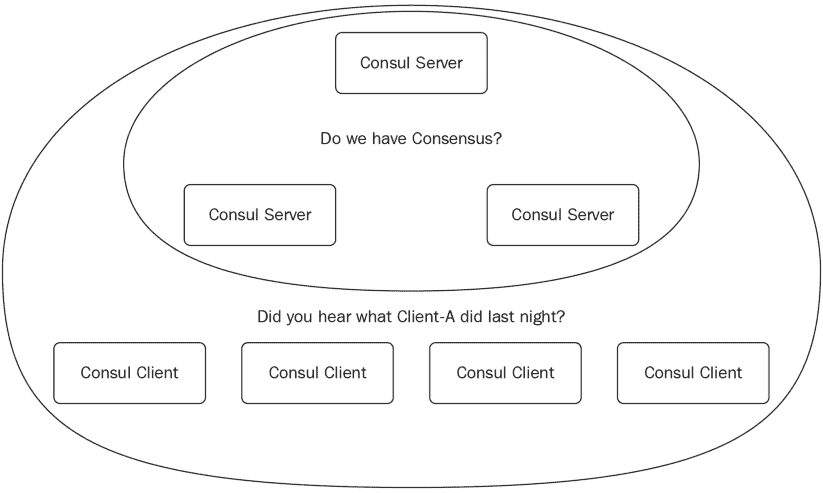 Consul Server
Do we have Consensus?
Consul Server
Consul Server
Did you hear what Client-A did last night?
Consul Client
Consul Client
Consul Client
Consul Client